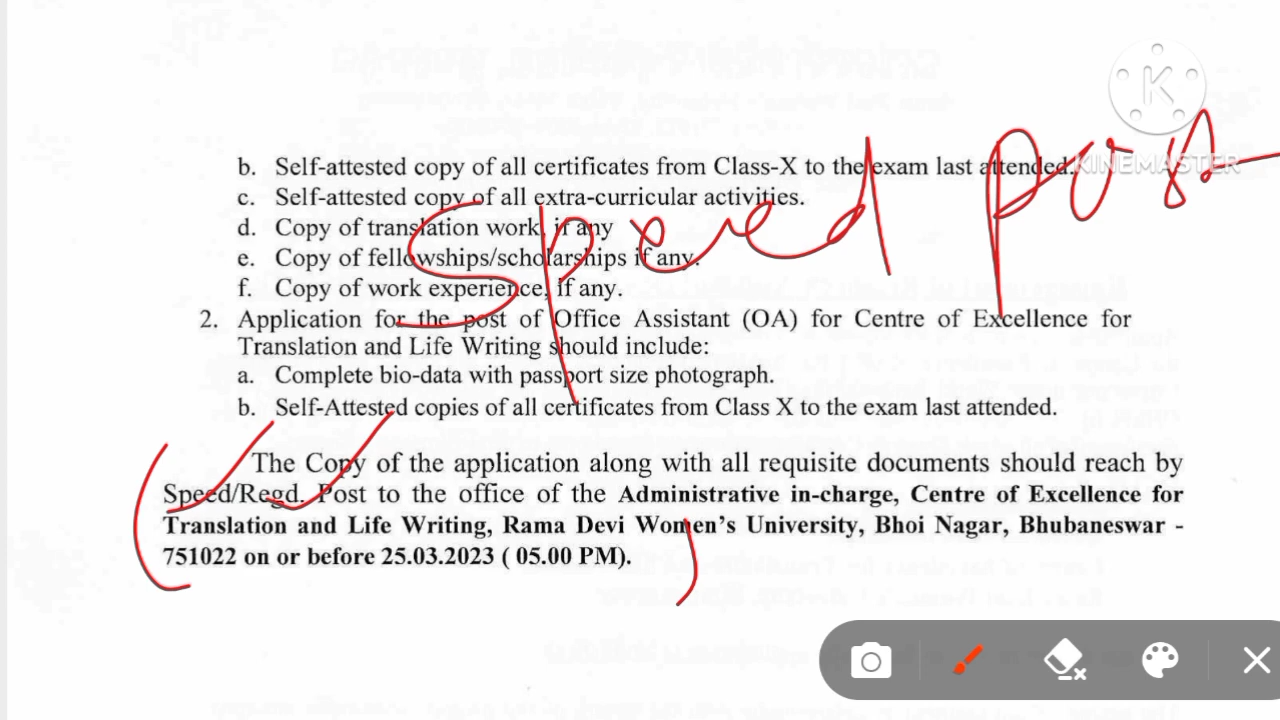 K
KINEMASTER
b. Self-attested copy of all certificates from Class-X to the exam last attended.
c. Self-attested copy of all extra-curricular activities.
d. Copy of translation work, if any
e. Copy of fellowships/scholarships if any.
f. Copy of work experience, if any.
Speed Post
2. Application for the post of Office Assistant (OA) for Centre of Excellence for
Translation and Life Writing should include:
a. Complete bio-data with passport size photograph.
b. Self-Attested copies of all certificates from Class X to the exam last attended.
The Copy of the application along with all requisite documents should reach by
Speed/Regd. Post to the office of the Administrative in-charge, Centre of Excellence for
Translation and Life Writing, Rama Devi Women's University, Bhoi Nagar, Bhubaneswar -
751022 on or before 25.03.2023 ( 05.00 PM).